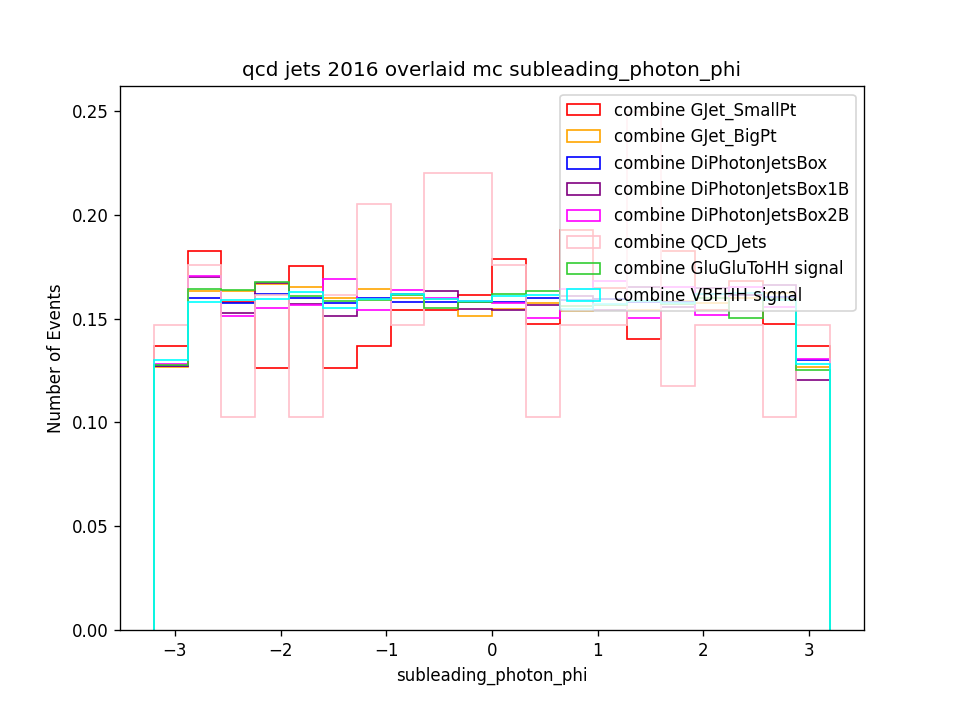 qcd jets 2016 overlaid mc subleading_photon_phi
combine GJet_SmallPt
combine GJet_BigPt
combine DiPhotonJetsBox
combine DiPhotonJetsBox1B
combine DiPhotonJetsBox2B
combine QCD_Jets
combine GluGluToHH signal
combine VBFHH signal
Number of Events
0.25
0.20
0.15
0.10
0.05
0.00
−3 −2 −1 0 1 2 3
subleading_photon_phi